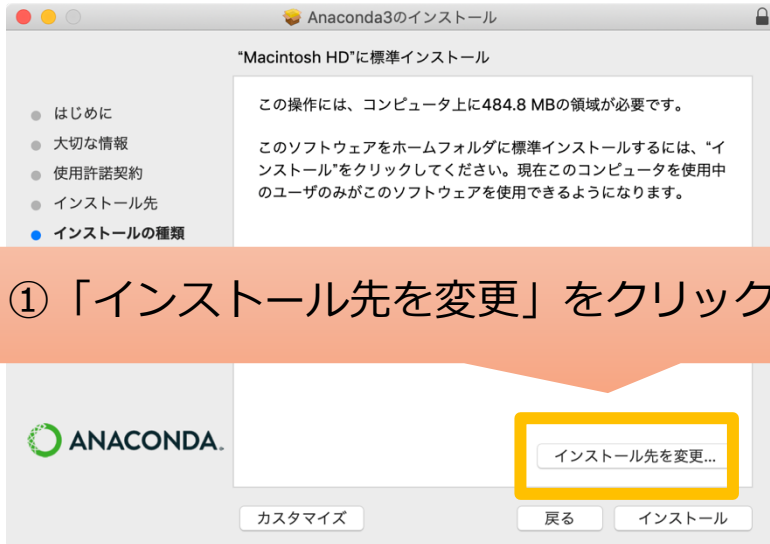 Anaconda3のインストール
“Macintosh HD”に標準インストール
はじめに
大切な情報
使用許諾契約
インストール先
インストールの種類
この操作には、コンピュータ上に484.8 MBの領域が必要です。
このソフトウェアをホームフォルダに標準インストールするには、“イ
ンストール”をクリックしてください。現在このコンピュータを使用中
のユーザのみがこのソフトウェアを使用できるようになります。
①「インストール先を変更」をクリック
ANACONDA.
インストール先を変更...
カスタマイズ
戻る
インストール